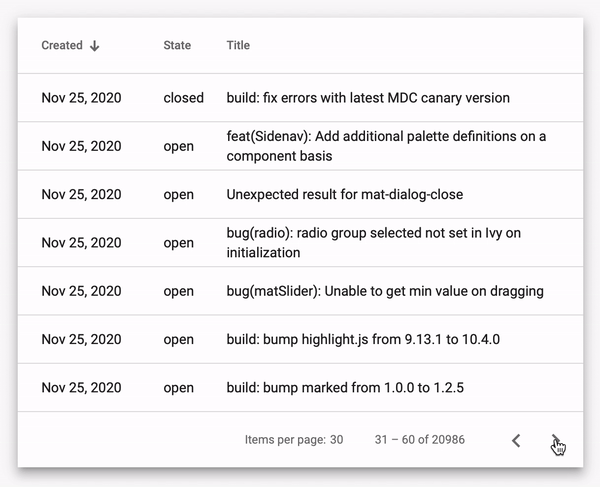 Created State Title
Nov 25, 2020 closed build: fix errors with latest MDC canary version
Nov 25, 2020 open feat(Sidenav): Add additional palette definitions on a
component basis
Nov 25, 2020 open Unexpected result for mat-dialog-close
Nov 25, 2020 open bug(radio): radio group selected not set in Ivy on
initialization
Nov 25, 2020 open bug(matSlider): Unable to get min value on dragging
Nov 25, 2020 open build: bump highlight.js from 9.13.1 to 10.4.0
Nov 25, 2020 open build: bump marked from 1.0.0 to 1.2.5
Items per page: 30 31 – 60 of 20986